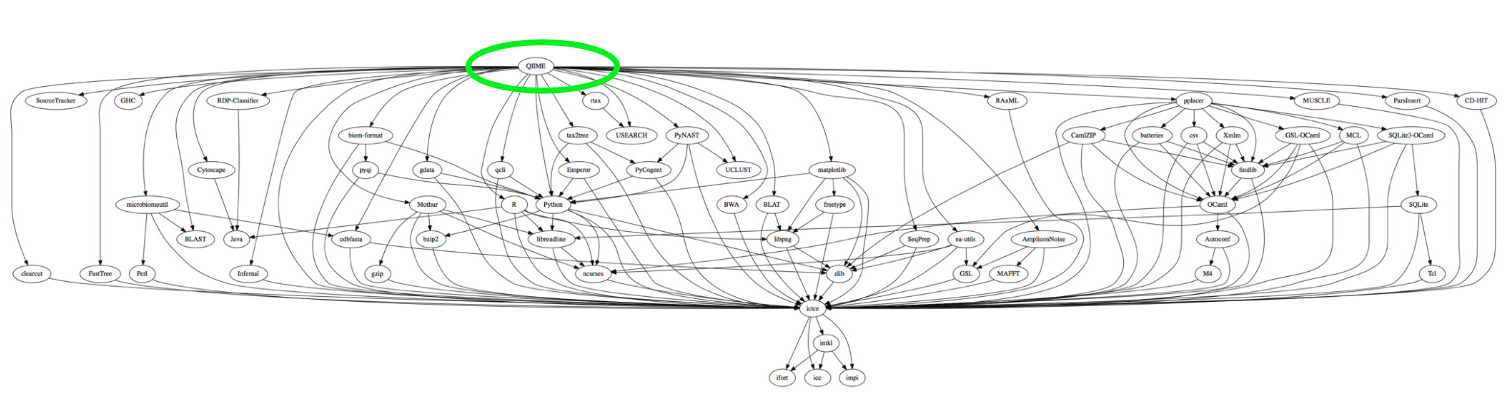 QIIME
SourceTracker GHC RDP-Classifier rtax RAxML pplacer MUSCLE ParsInsert CD-HIT
biom-format tax2tree USEARCH PyNAST CamlZIP batteries csv Xmlm GSL-OCaml MCL SQLite3-OCaml
Cytoscape pyqi gdata qcli Emperor PyCogent UCLUST matplotlib findlib
microbiomeutil Mothur R Python BWA BLAT freetype OCaml SQLite
BLAST Java cdbfasta bzip2 libreadline libpng SeqPrep ea-utils AmpliconNoise Autoconf
clearcut FastTree Perl Infernal gzip ncurses zlib GSL MAFFT M4 Tcl
ictce
imkl
ifort icc impi